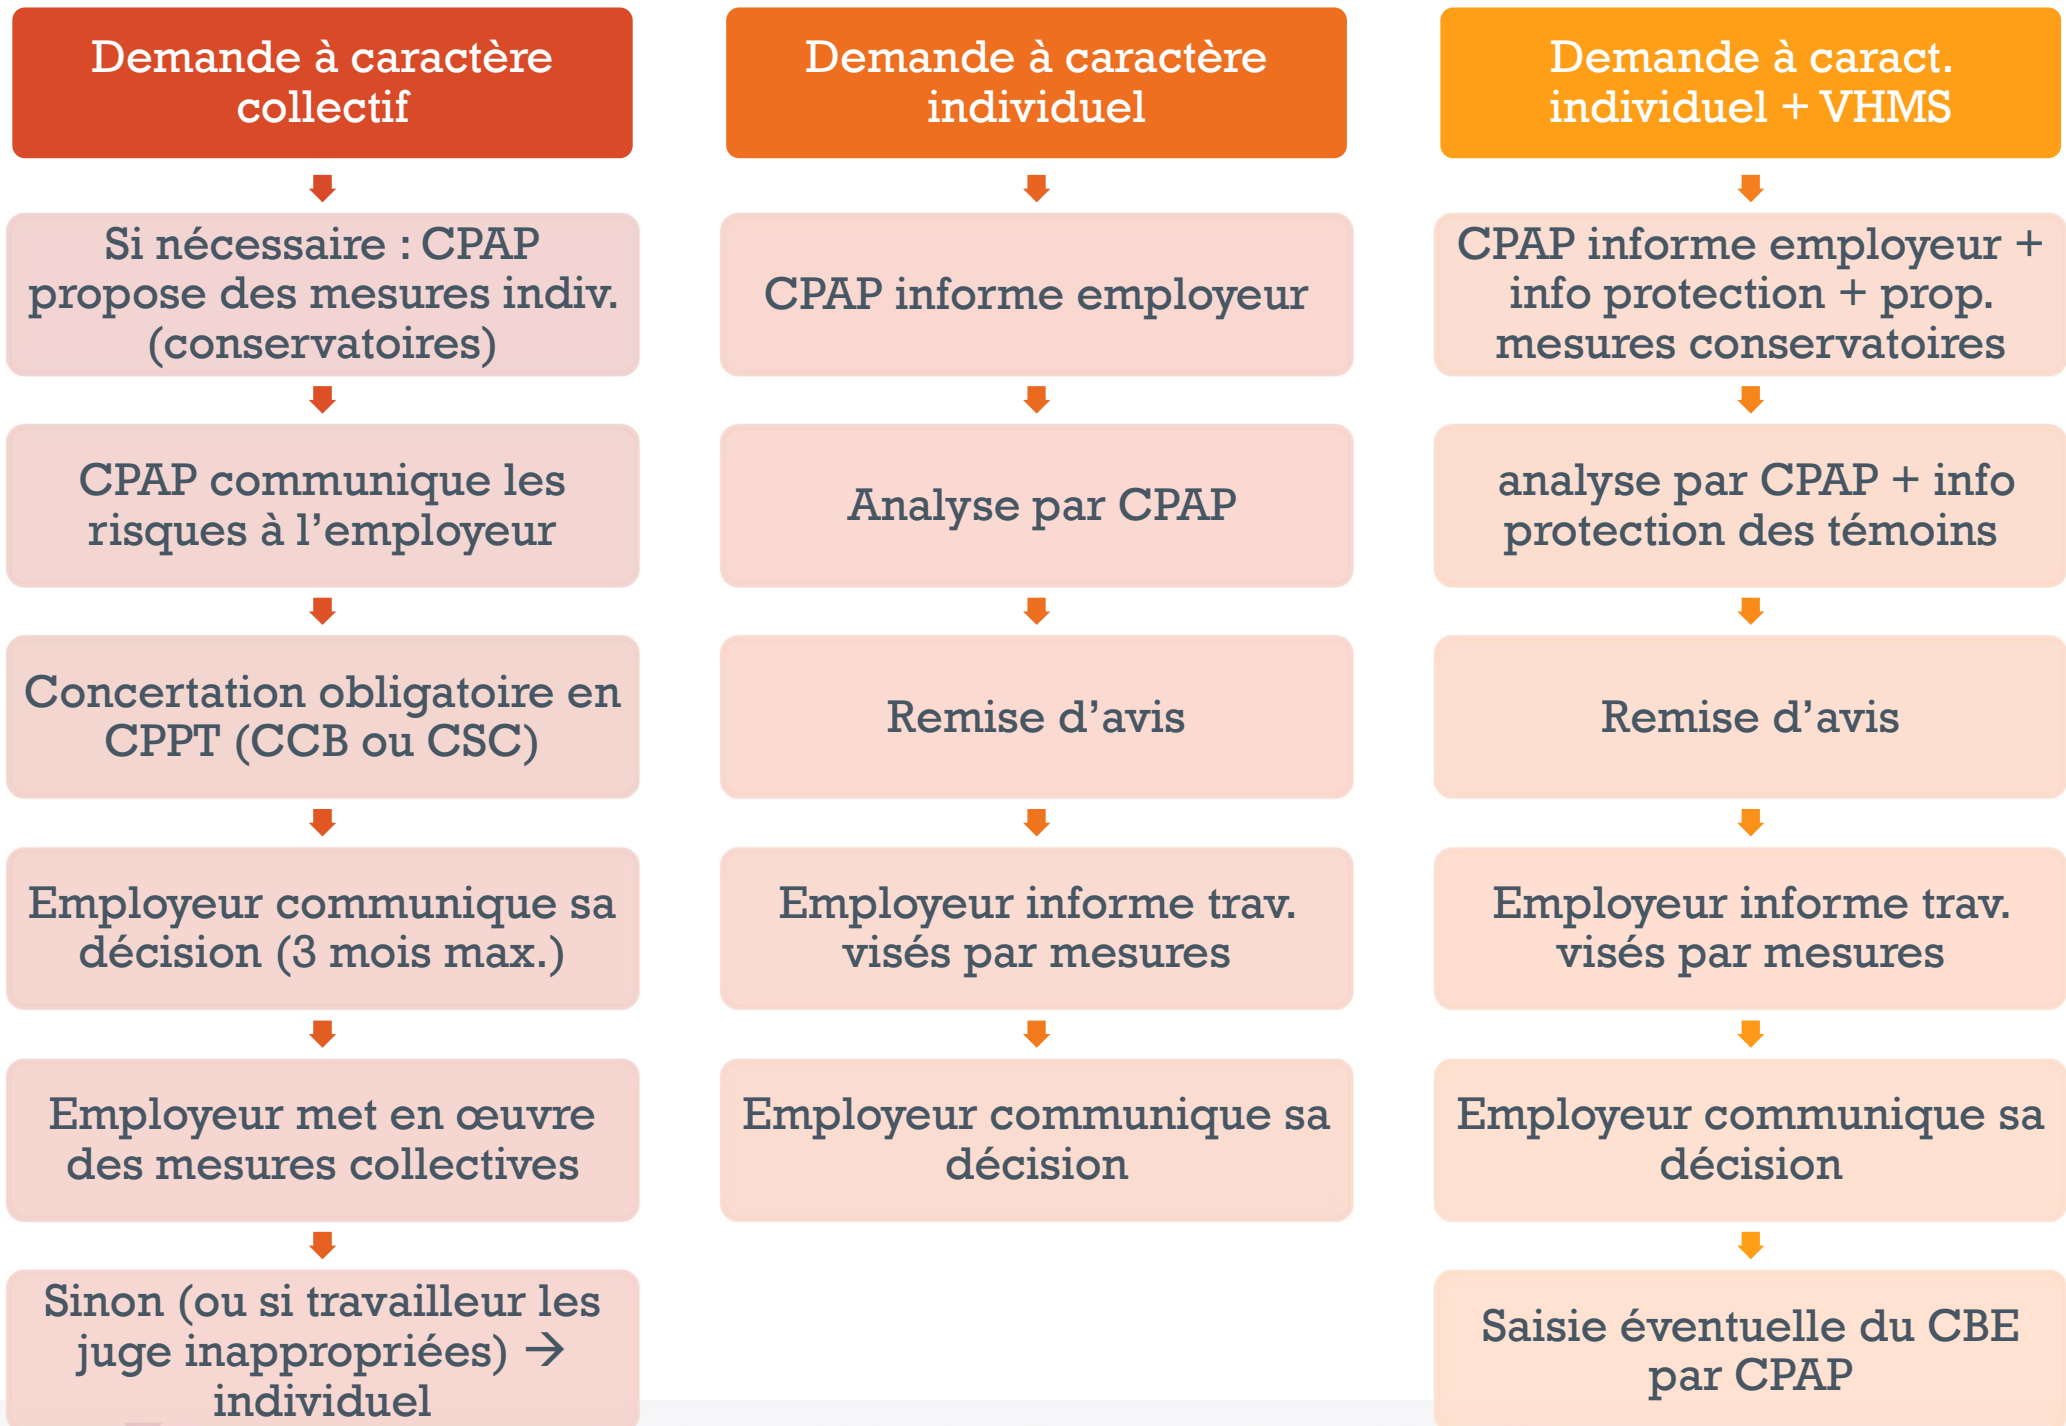 Demande à caractère
collectif
Si nécessaire : CPAP
propose des mesures indiv.
(conservatoires)
CPAP communique les
risques à l’employeur
Concertation obligatoire en
CPPT (CCB ou CSC)
Employeur communique sa
décision (3 mois max.)
Employeur met en œuvre
des mesures collectives
Sinon (ou si travailleur les
juge inappropriées) →
individuel
Demande à caractère
individuel
CPAP informe employeur
Analyse par CPAP
Remise d’avis
Employeur informe trav.
visés par mesures
Employeur communique sa
décision
Demande à caract.
individuel + VHMS
CPAP informe employeur +
info protection + prop.
mesures conservatoires
analyse par CPAP + info
protection des témoins
Remise d’avis
Employeur informe trav.
visés par mesures
Employeur communique sa
décision
Saisie éventuelle du CBE
par CPAP